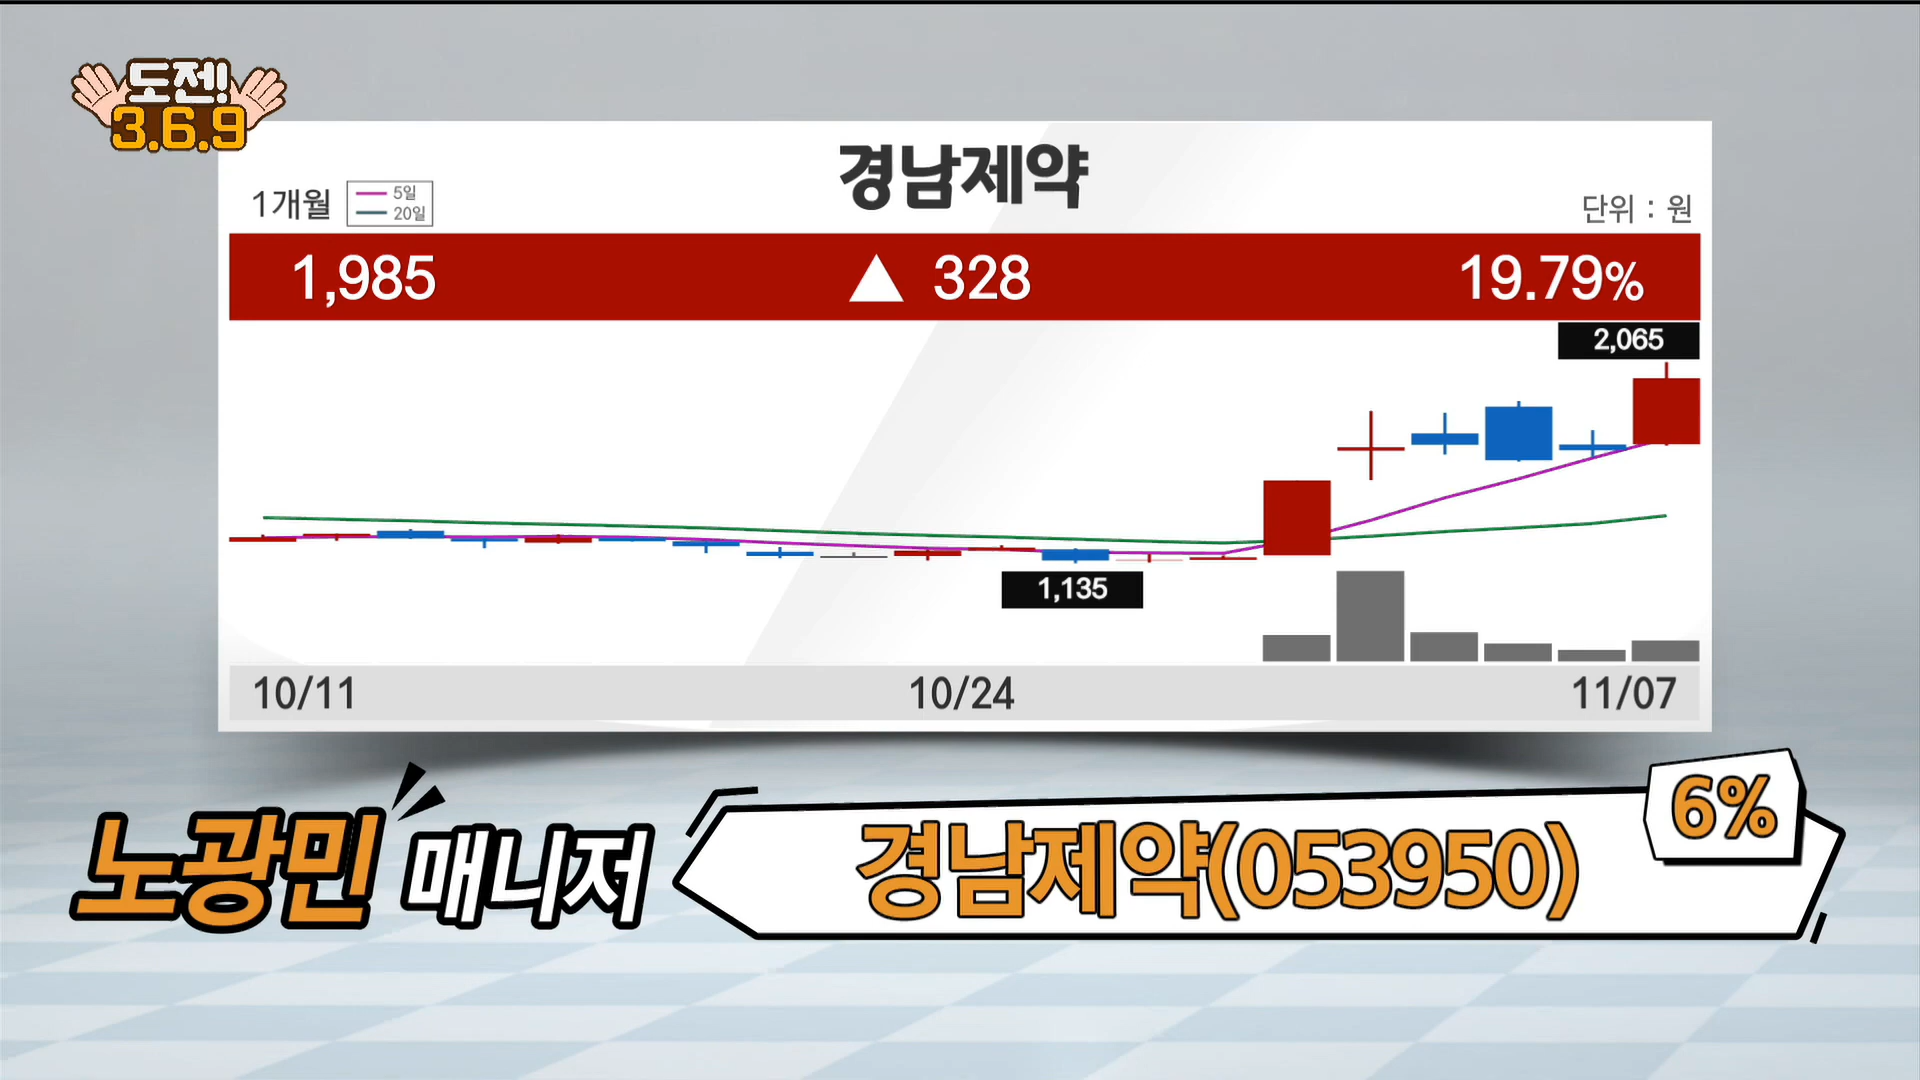 도전!
3.6.9
경남제약
1개월
5일
20일
단위 : 원
1,985 ▲ 328 19.79%
2,065
1,135
10/11 10/24 11/07
노광민 매니저
경남제약(053950)
6%